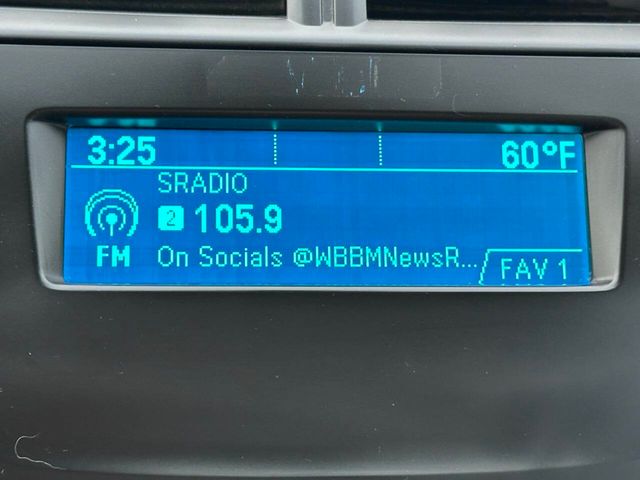 3:25 60°F
SRADIO
2 105.9
FM On Socials @WBBMNewsR... FAV 1